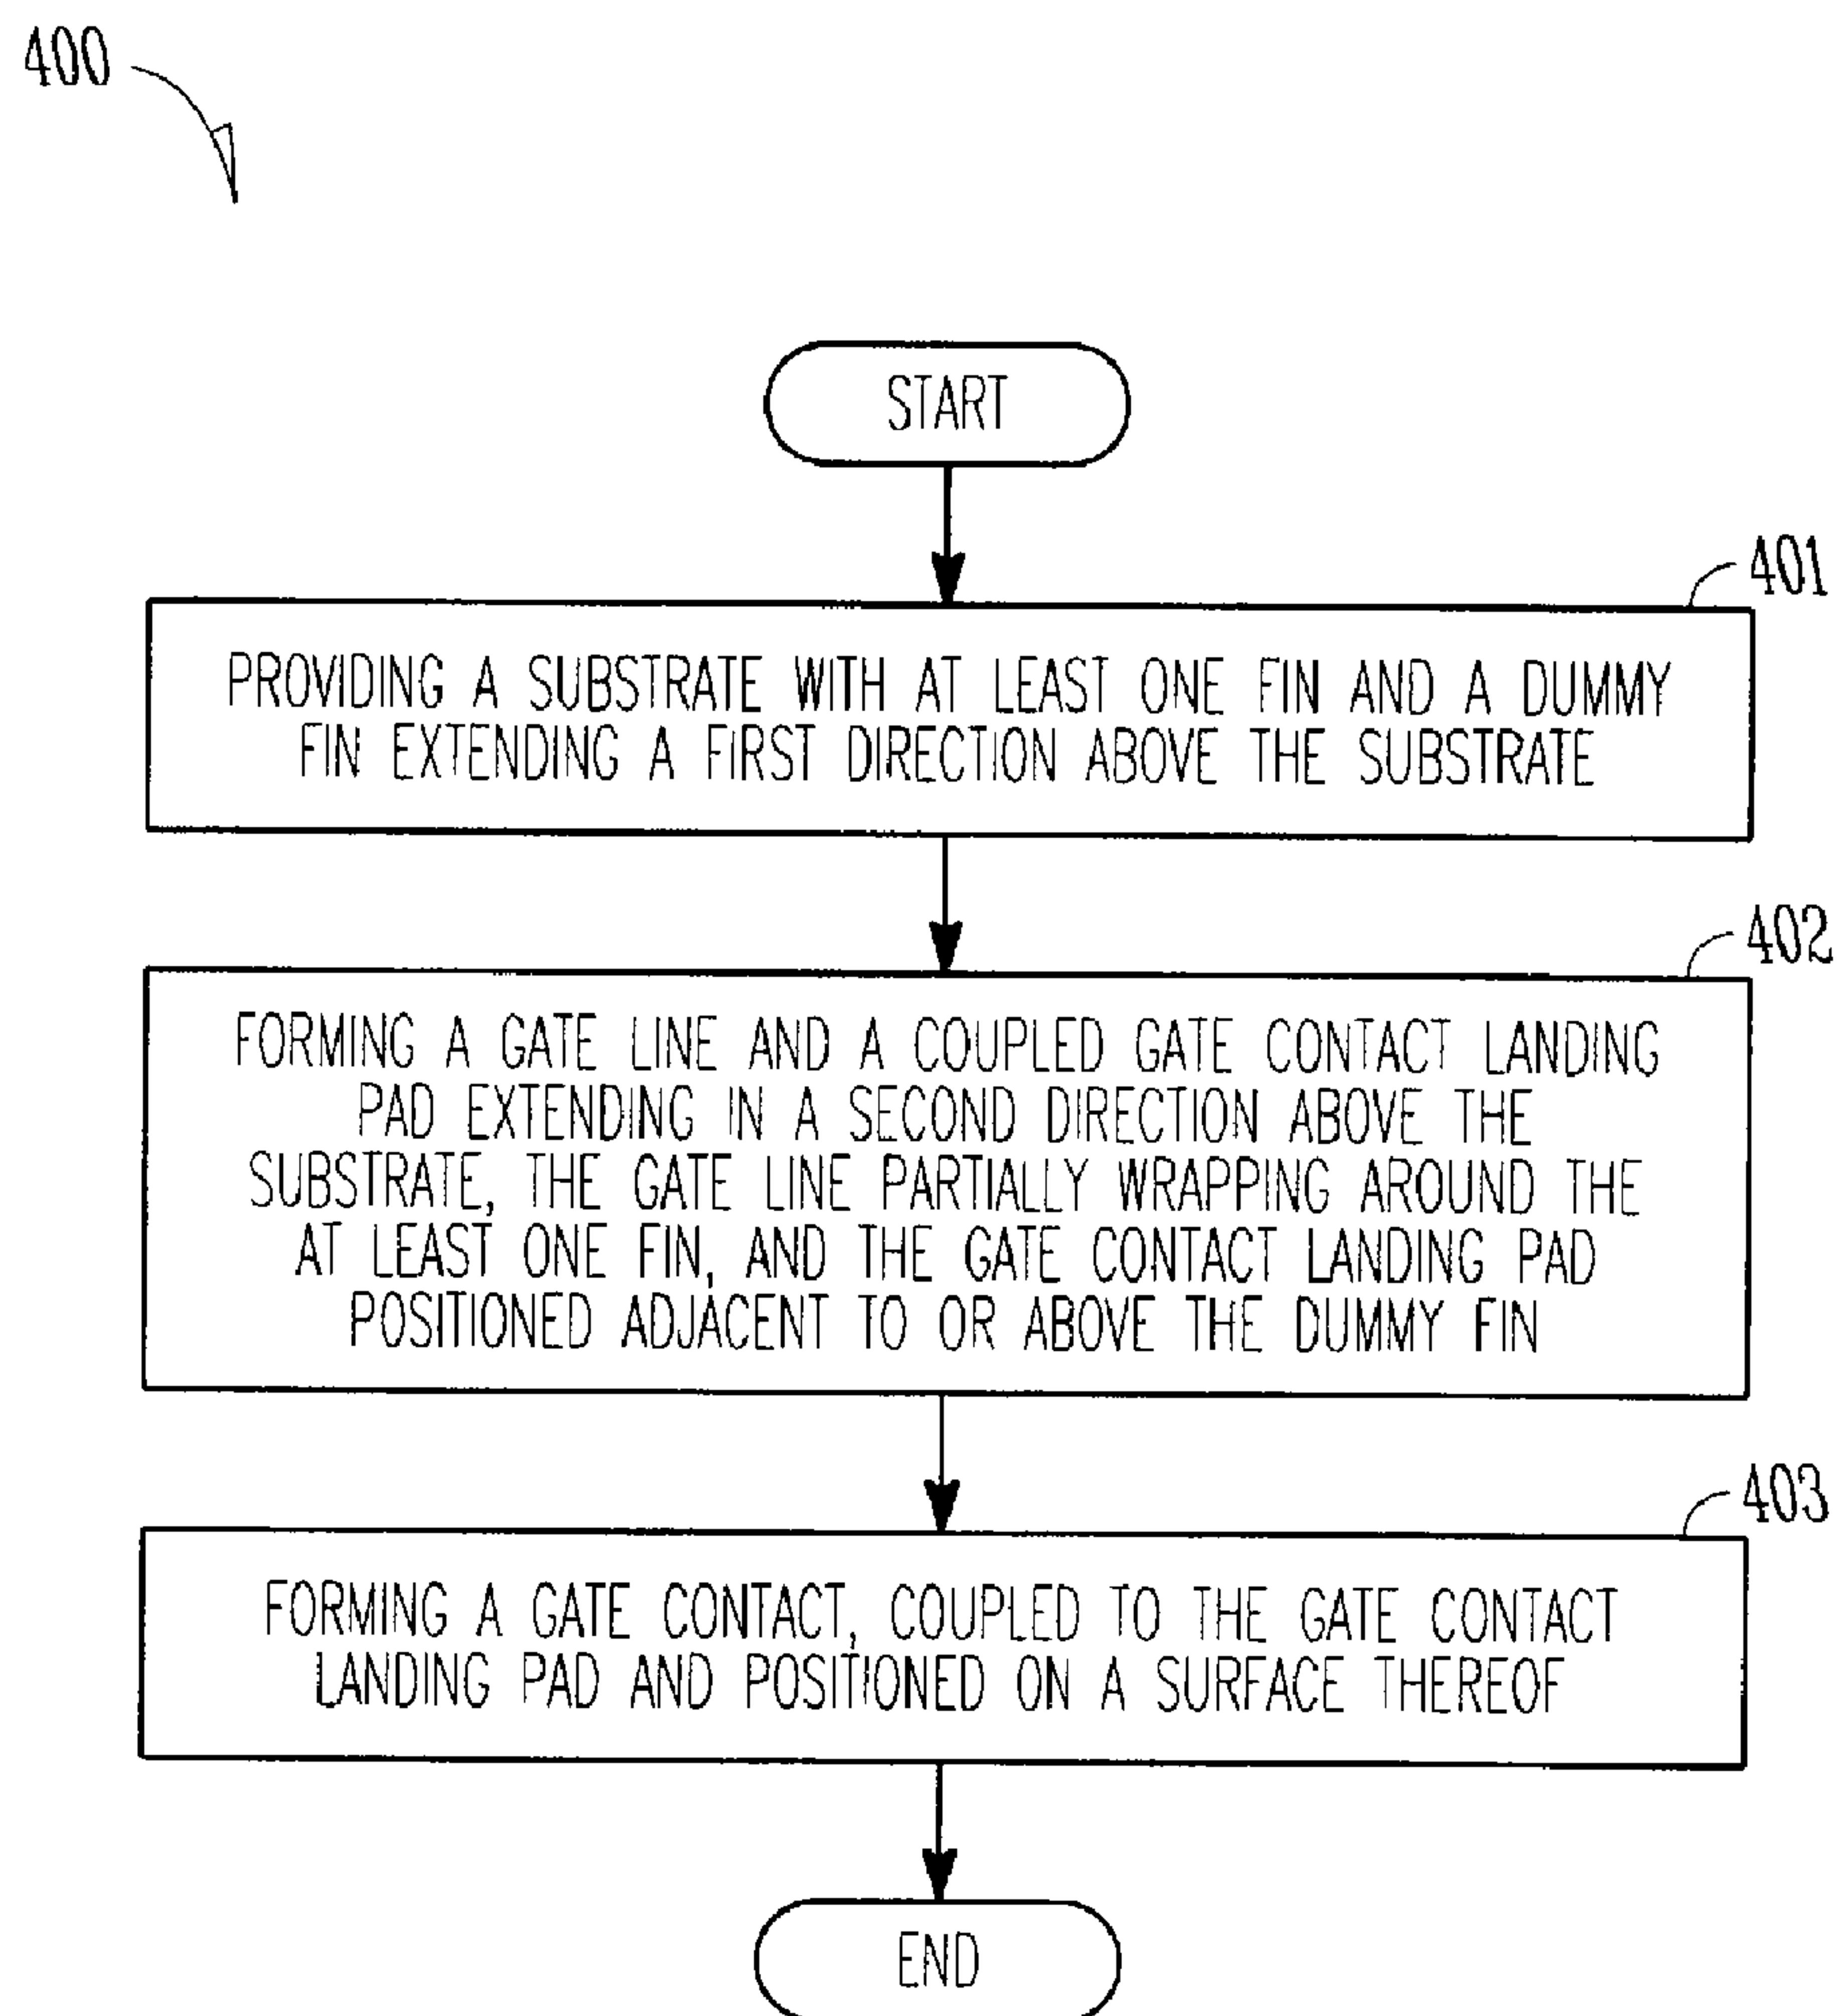 400
START
401
PROVIDING A SUBSTRATE WITH AT LEAST ONE FIN AND A DUMMY
FIN EXTENDING A FIRST DIRECTION ABOVE THE SUBSTRATE
402
FORMING A GATE LINE AND A COUPLED GATE CONTACT LANDING
PAD EXTENDING IN A SECOND DIRECTION ABOVE THE
SUBSTRATE, THE GATE LINE PARTIALLY WRAPPING AROUND THE
AT LEAST ONE FIN, AND THE GATE CONTACT LANDING PAD
POSITIONED ADJACENT TO OR ABOVE THE DUMMY FIN
403
FORMING A GATE CONTACT, COUPLED TO THE GATE CONTACT
LANDING PAD AND POSITIONED ON A SURFACE THEREOF
END